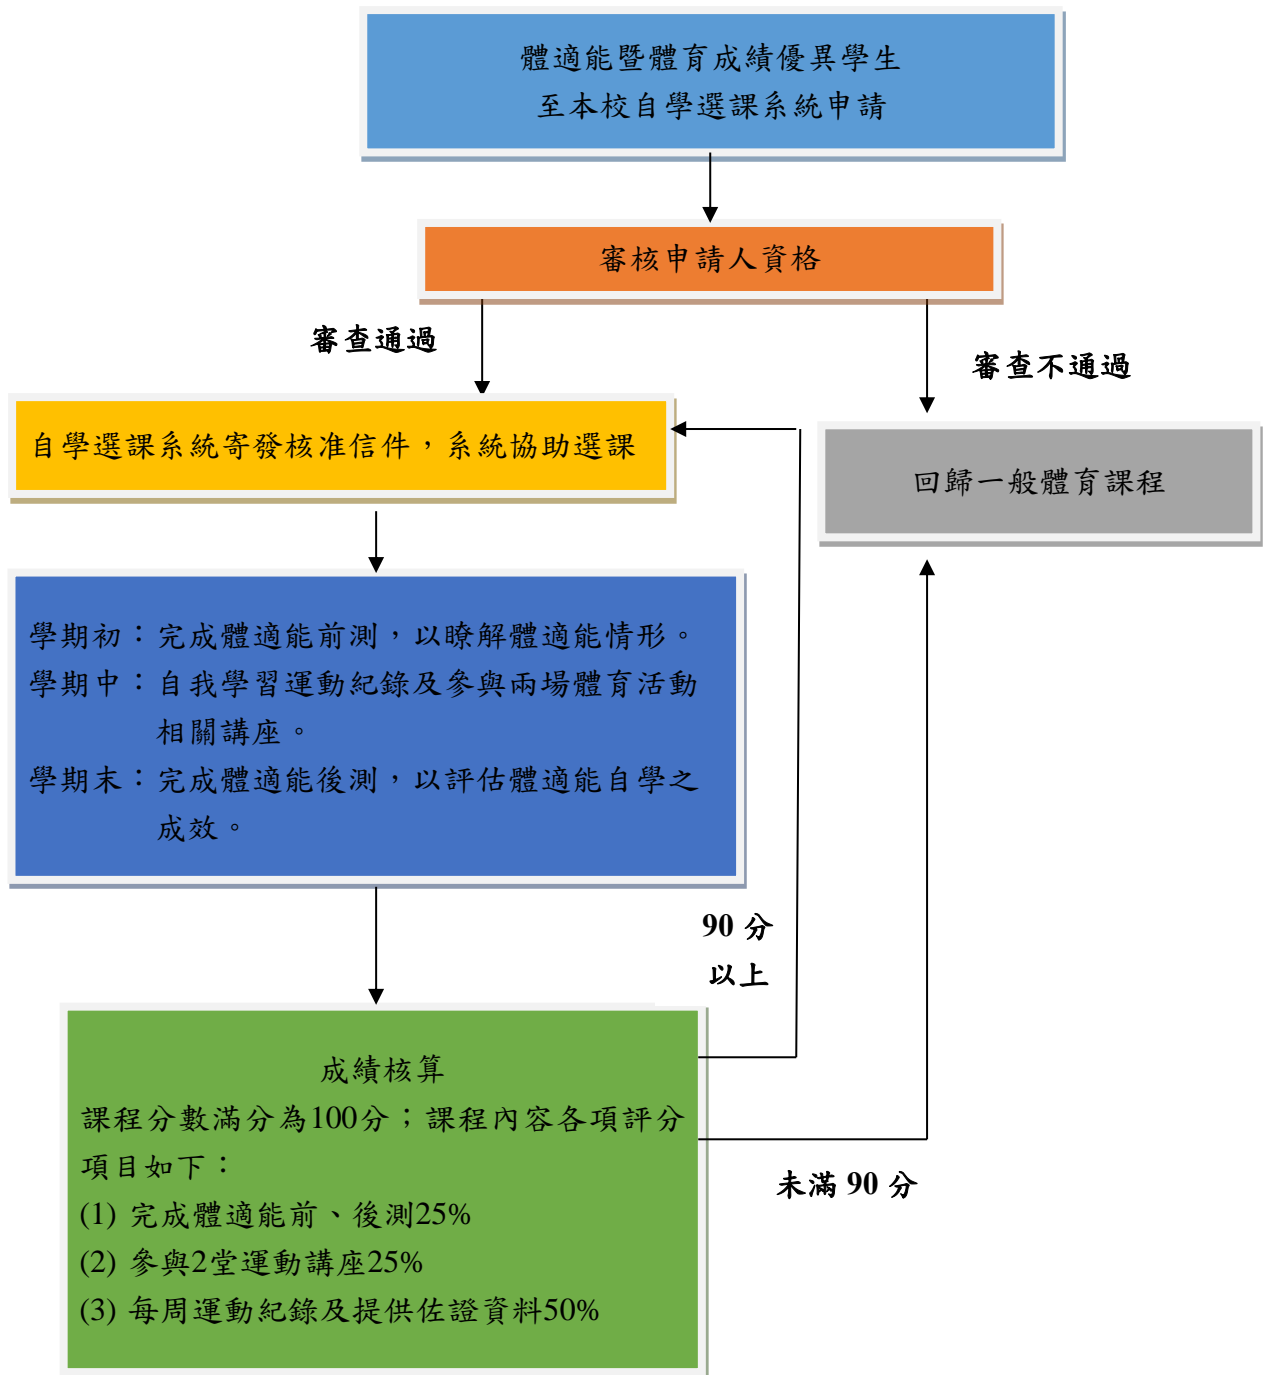 體適能暨體育成績優異學生
至本校自學選課系統申請
審核申請人資格
審查通過
審查不通過
自學選課系統寄發核准信件，系統協助選課
回歸一般體育課程
學期初：完成體適能前測，以瞭解體適能情形。
學期中：自我學習運動紀錄及參與兩場體育活動
相關講座。
學期末：完成體適能後測，以評估體適能自學之
成效。
90 分
以上
成績核算
課程分數滿分為100分；課程內容各項評分
項目如下：
(1) 完成體適能前、後測25%
(2) 參與2堂運動講座25%
(3) 每周運動紀錄及提供佐證資料50%
未滿 90 分